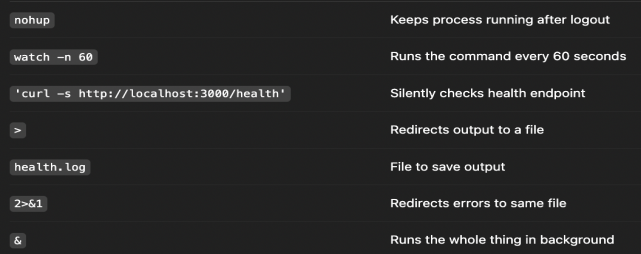 nohup Keeps process running after logout
watch -n 60 Runs the command every 60 seconds
'curl -s http://localhost:3000/health' Silently checks health endpoint
> Redirects output to a file
health.log File to save output
2>&1 Redirects errors to same file
& Runs the whole thing in background